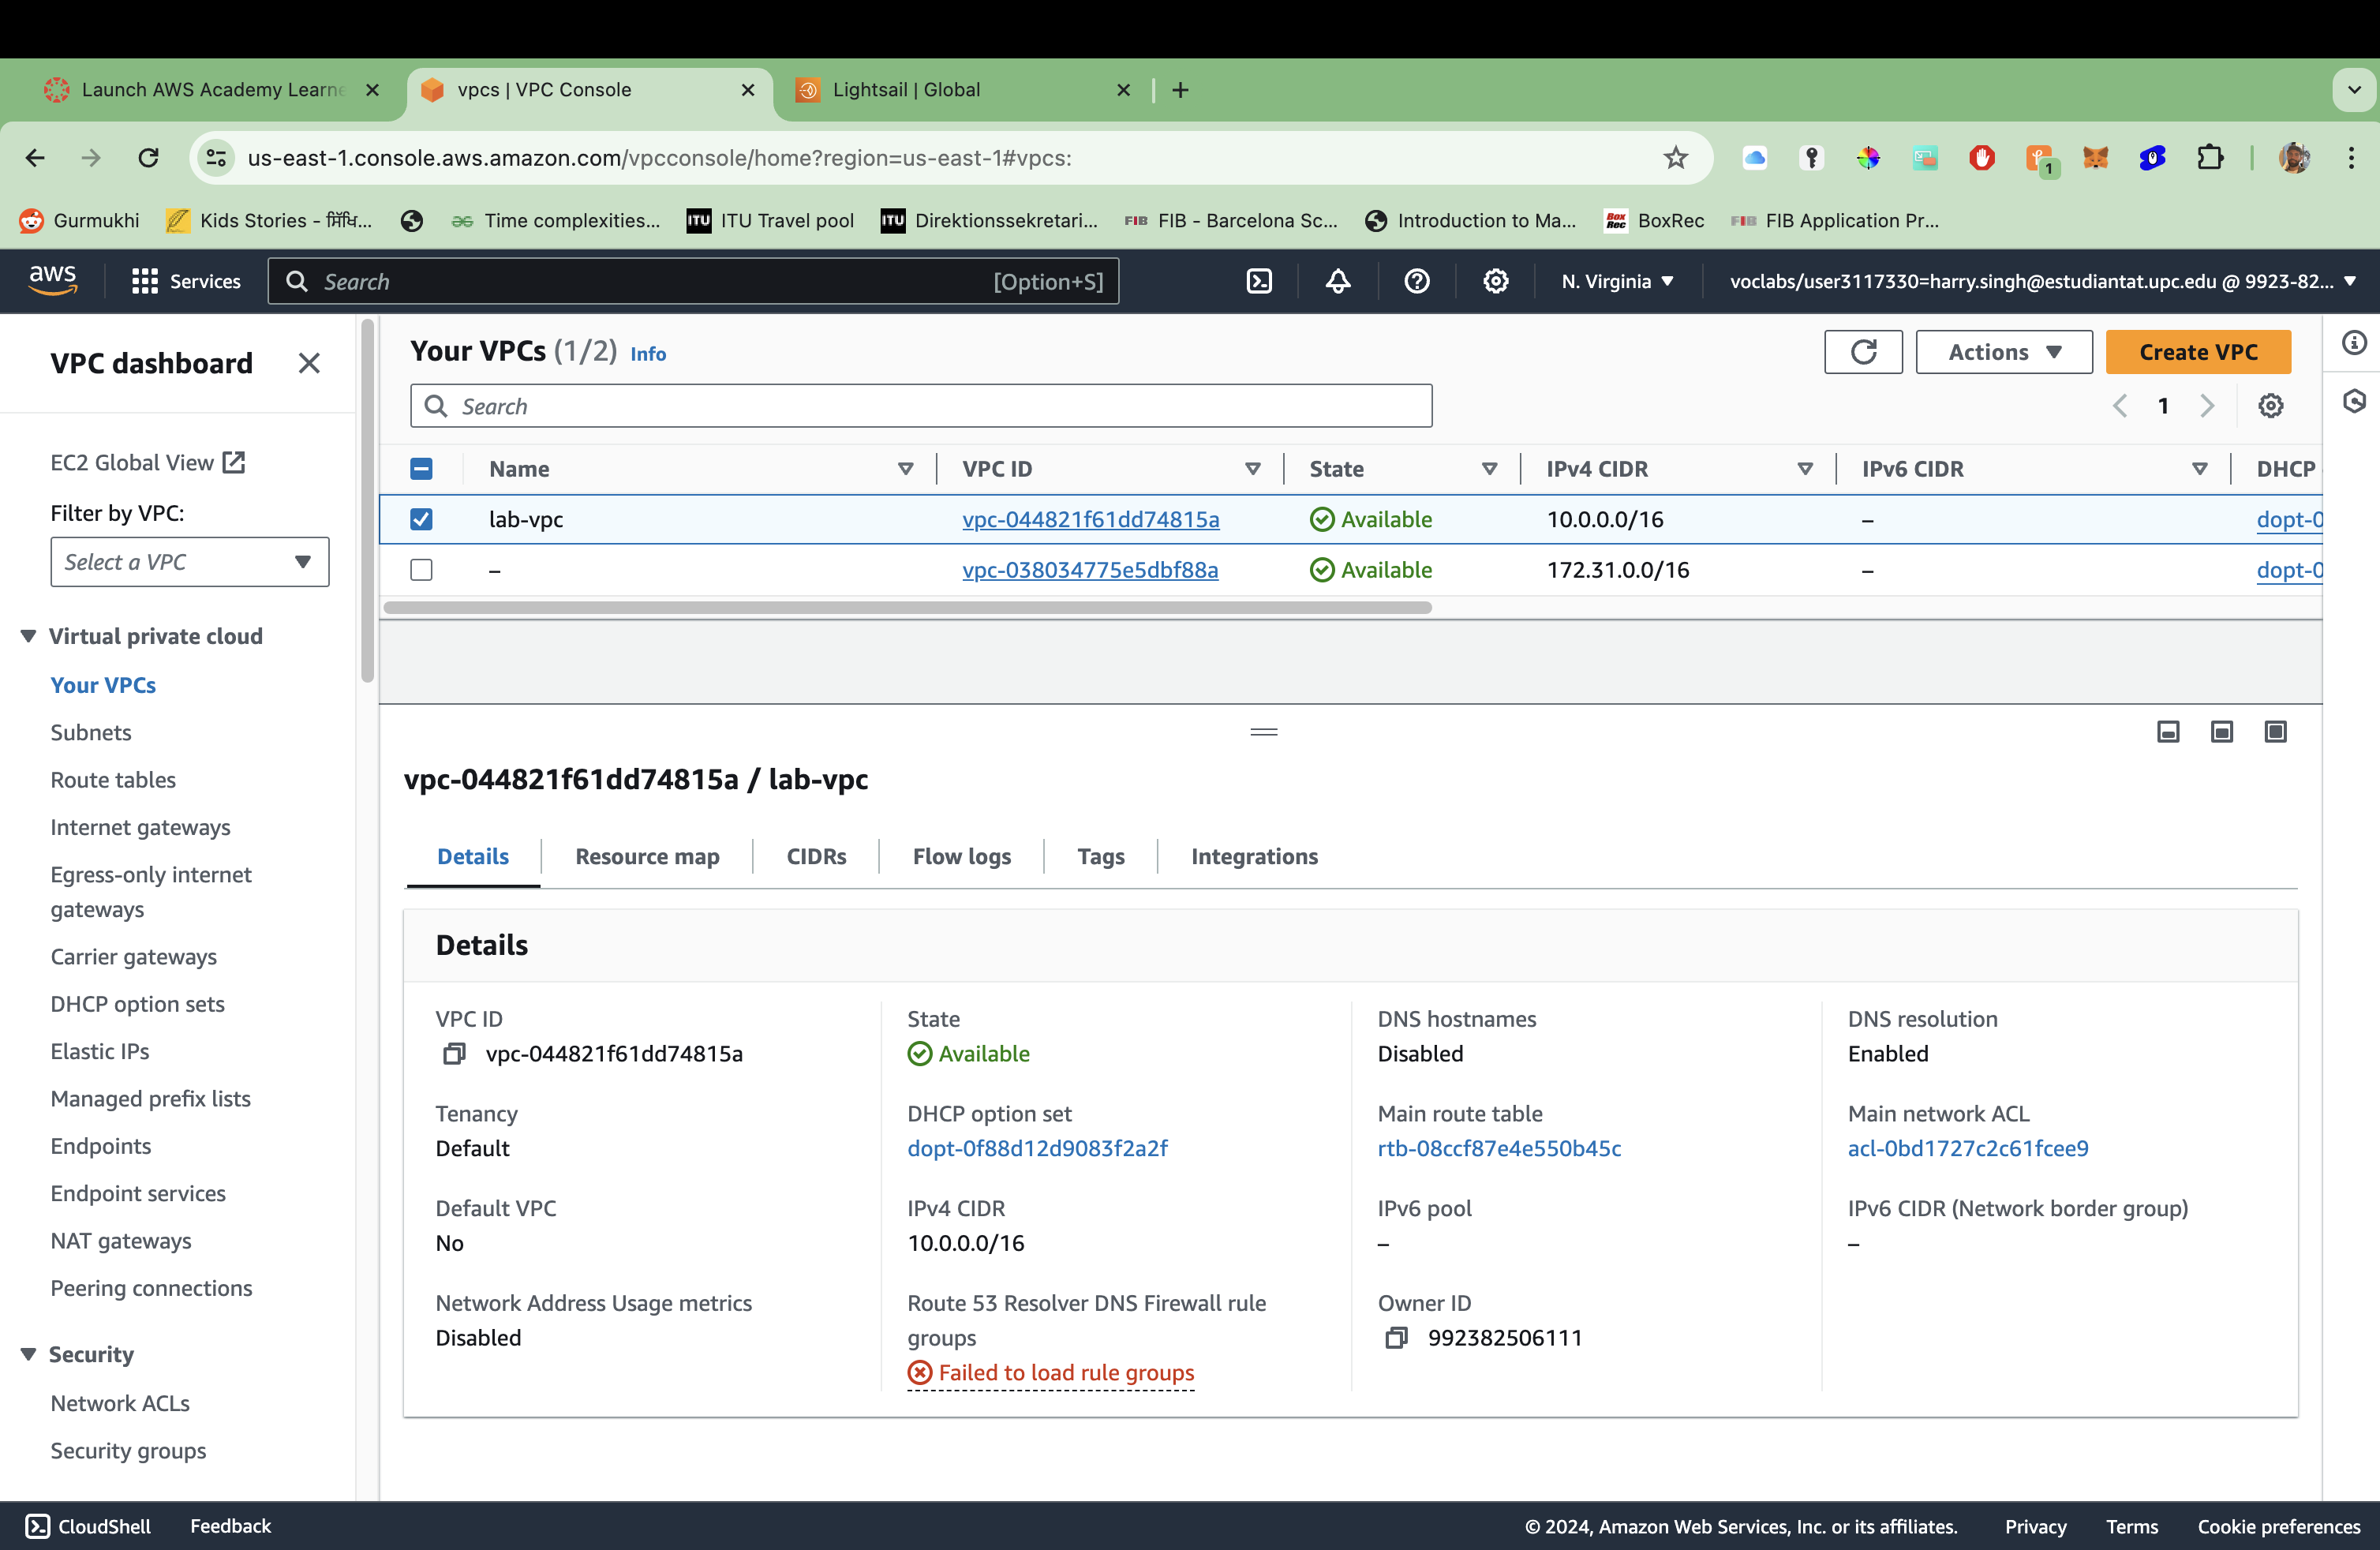 Launch AWS Academy Learne
vpcs | VPC Console
Lightsail | Global
us-east-1.console.aws.amazon.com/vpcconsole/home?region=us-east-1#vpcs:
1
Gurmukhi
Kids Stories - ਸਿੱਖਿ...
Time complexities...
ITU ITU Travel pool
ITU Direktionssekretari...
FIB FIB - Barcelona Sc...
Introduction to Ma...
Box Rec BoxRec
FIB FIB Application Pr...
aws
Services
Search [Option+S]
N. Virginia
voclabs/user3117330=harry.singh@estudiantat.upc.edu @ 9923-82...
VPC dashboard
EC2 Global View
Filter by VPC:
Select a VPC
Virtual private cloud
Your VPCs
Subnets
Route tables
Internet gateways
Egress-only internet
gateways
Carrier gateways
DHCP option sets
Elastic IPs
Managed prefix lists
Endpoints
Endpoint services
NAT gateways
Peering connections
Security
Network ACLs
Security groups
Your VPCs (1/2) Info
Actions
Create VPC
Search
1
Name VPC ID State IPv4 CIDR IPv6 CIDR DHCP
lab-vpc vpc-044821f61dd74815a Available 10.0.0.0/16 – dopt-0
– vpc-038034775e5dbf88a Available 172.31.0.0/16 – dopt-0
vpc-044821f61dd74815a / lab-vpc
Details Resource map CIDRs Flow logs Tags Integrations
Details
VPC ID
vpc-044821f61dd74815a
State
Available
DNS hostnames
Disabled
DNS resolution
Enabled
Tenancy
Default
DHCP option set
dopt-0f88d12d9083f2a2f
Main route table
rtb-08ccf87e4e550b45c
Main network ACL
acl-0bd1727c2c61fcee9
Default VPC
No
IPv4 CIDR
10.0.0.0/16
IPv6 pool
–
IPv6 CIDR (Network border group)
–
Network Address Usage metrics
Disabled
Route 53 Resolver DNS Firewall rule
groups
Failed to load rule groups
Owner ID
992382506111
CloudShell
Feedback
© 2024, Amazon Web Services, Inc. or its affiliates.
Privacy
Terms
Cookie preferences